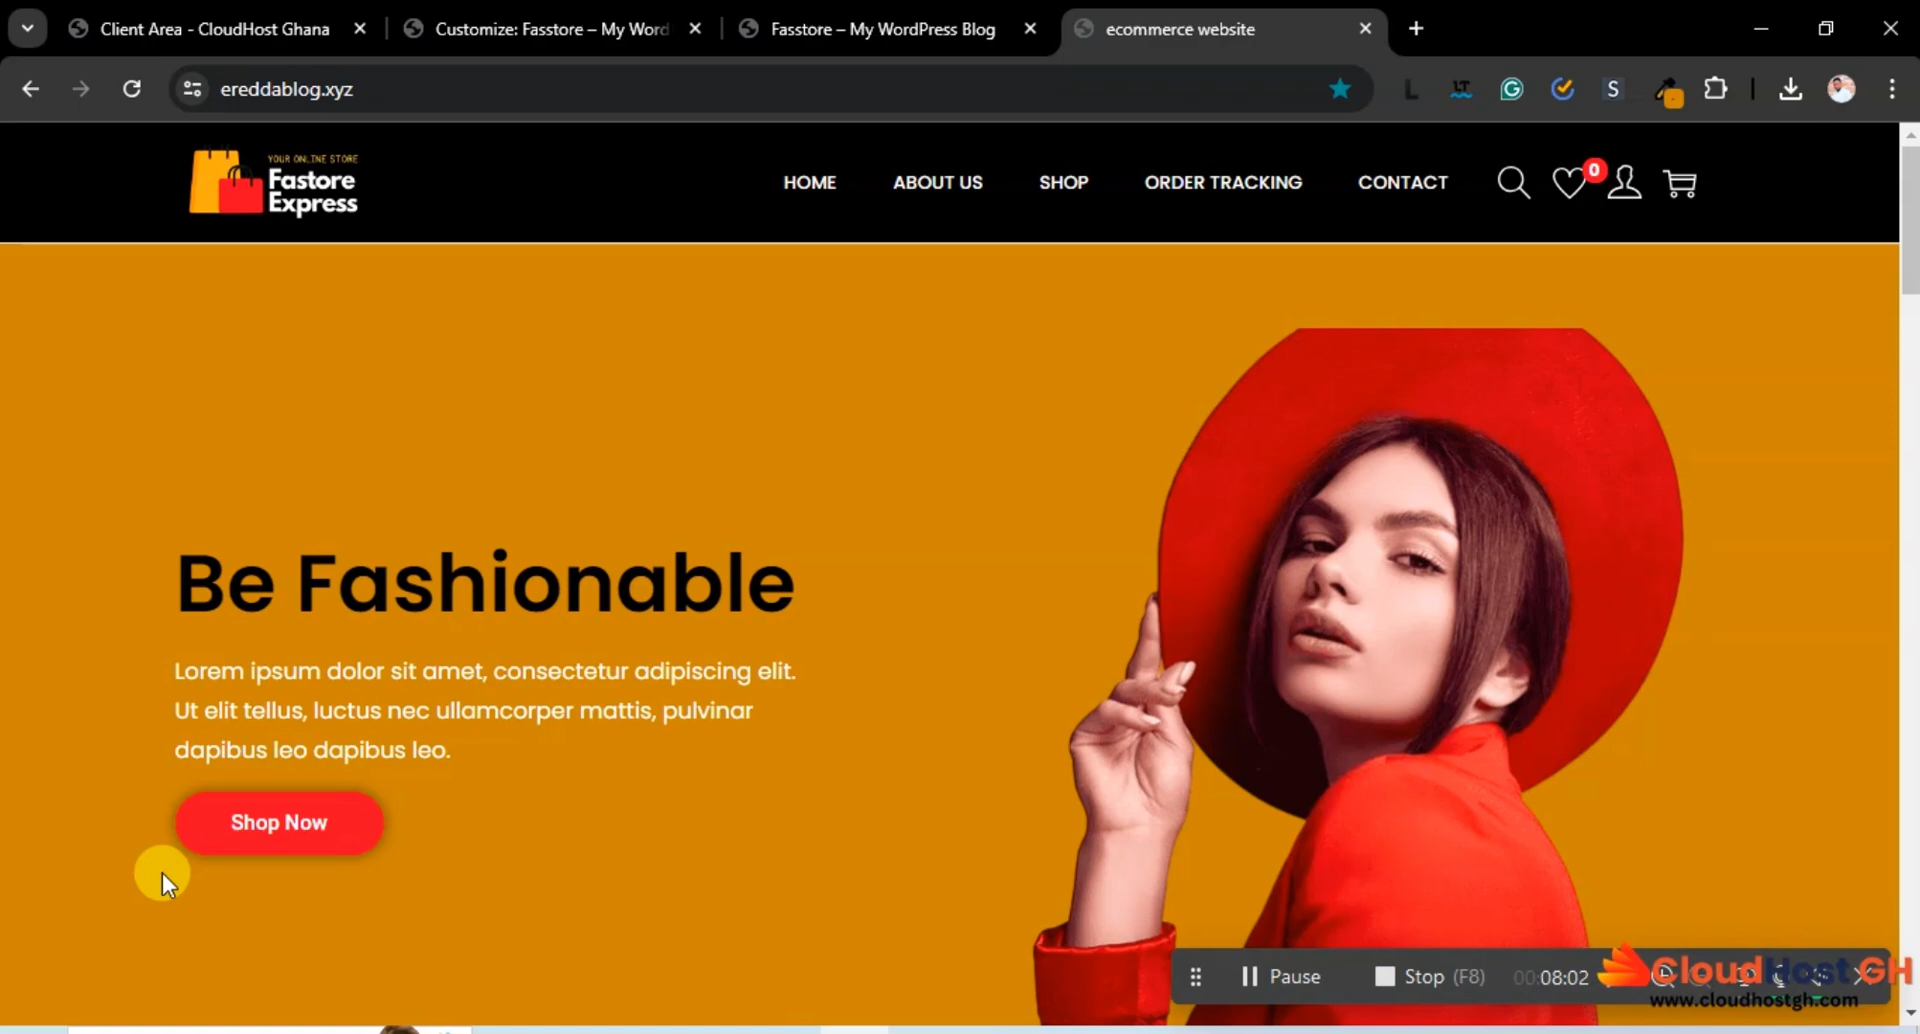 Client Area - CloudHost Ghana
Customize: Fasstore – My Word
Fasstore – My WordPress Blog
ecommerce website
ereddablog.xyz
YOUR ONLINE STORE
Fastore
Express
HOME
ABOUT US
SHOP
ORDER TRACKING
CONTACT
0
Be Fashionable
Lorem ipsum dolor sit amet, consectetur adipiscing elit.
Ut elit tellus, luctus nec ullamcorper mattis, pulvinar
dapibus leo dapibus leo.
Shop Now
Pause
Stop (F8)
00:08:02
CloudHost GH
www.cloudhostgh.com